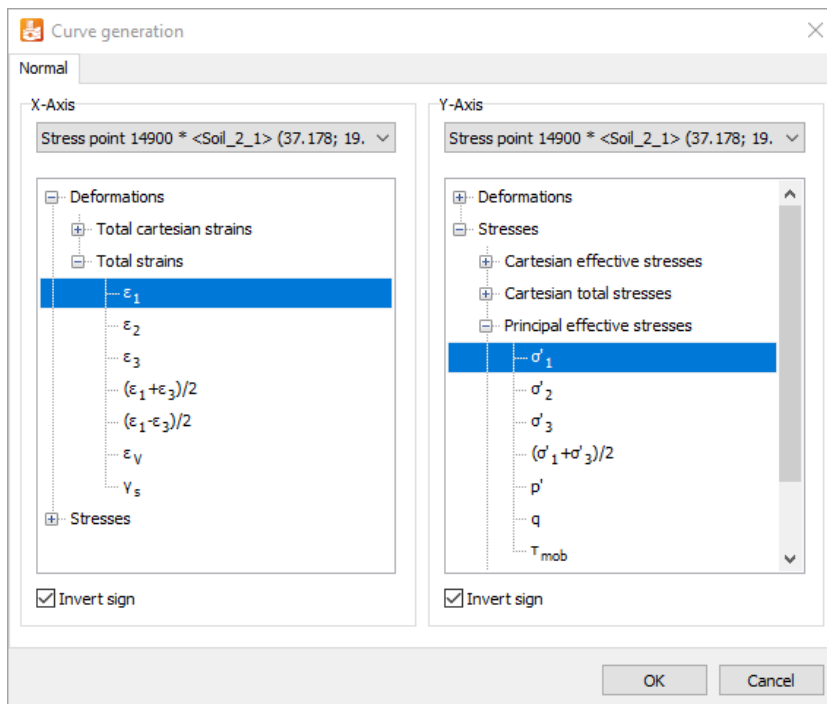 Curve generation
Normal
X-Axis
Stress point 14900 * <Soil_2_1> (37.178; 19.
Deformations
Total cartesian strains
Total strains
ε1
ε2
ε3
(ε1+ε3)/2
(ε1-ε3)/2
εv
γs
Stresses
Invert sign
Y-Axis
Stress point 14900 * <Soil_2_1> (37.178; 19.
Deformations
Stresses
Cartesian effective stresses
Cartesian total stresses
Principal effective stresses
σ'1
σ'2
σ'3
(σ'1+σ'3)/2
p'
q
τmob
Invert sign
OK
Cancel